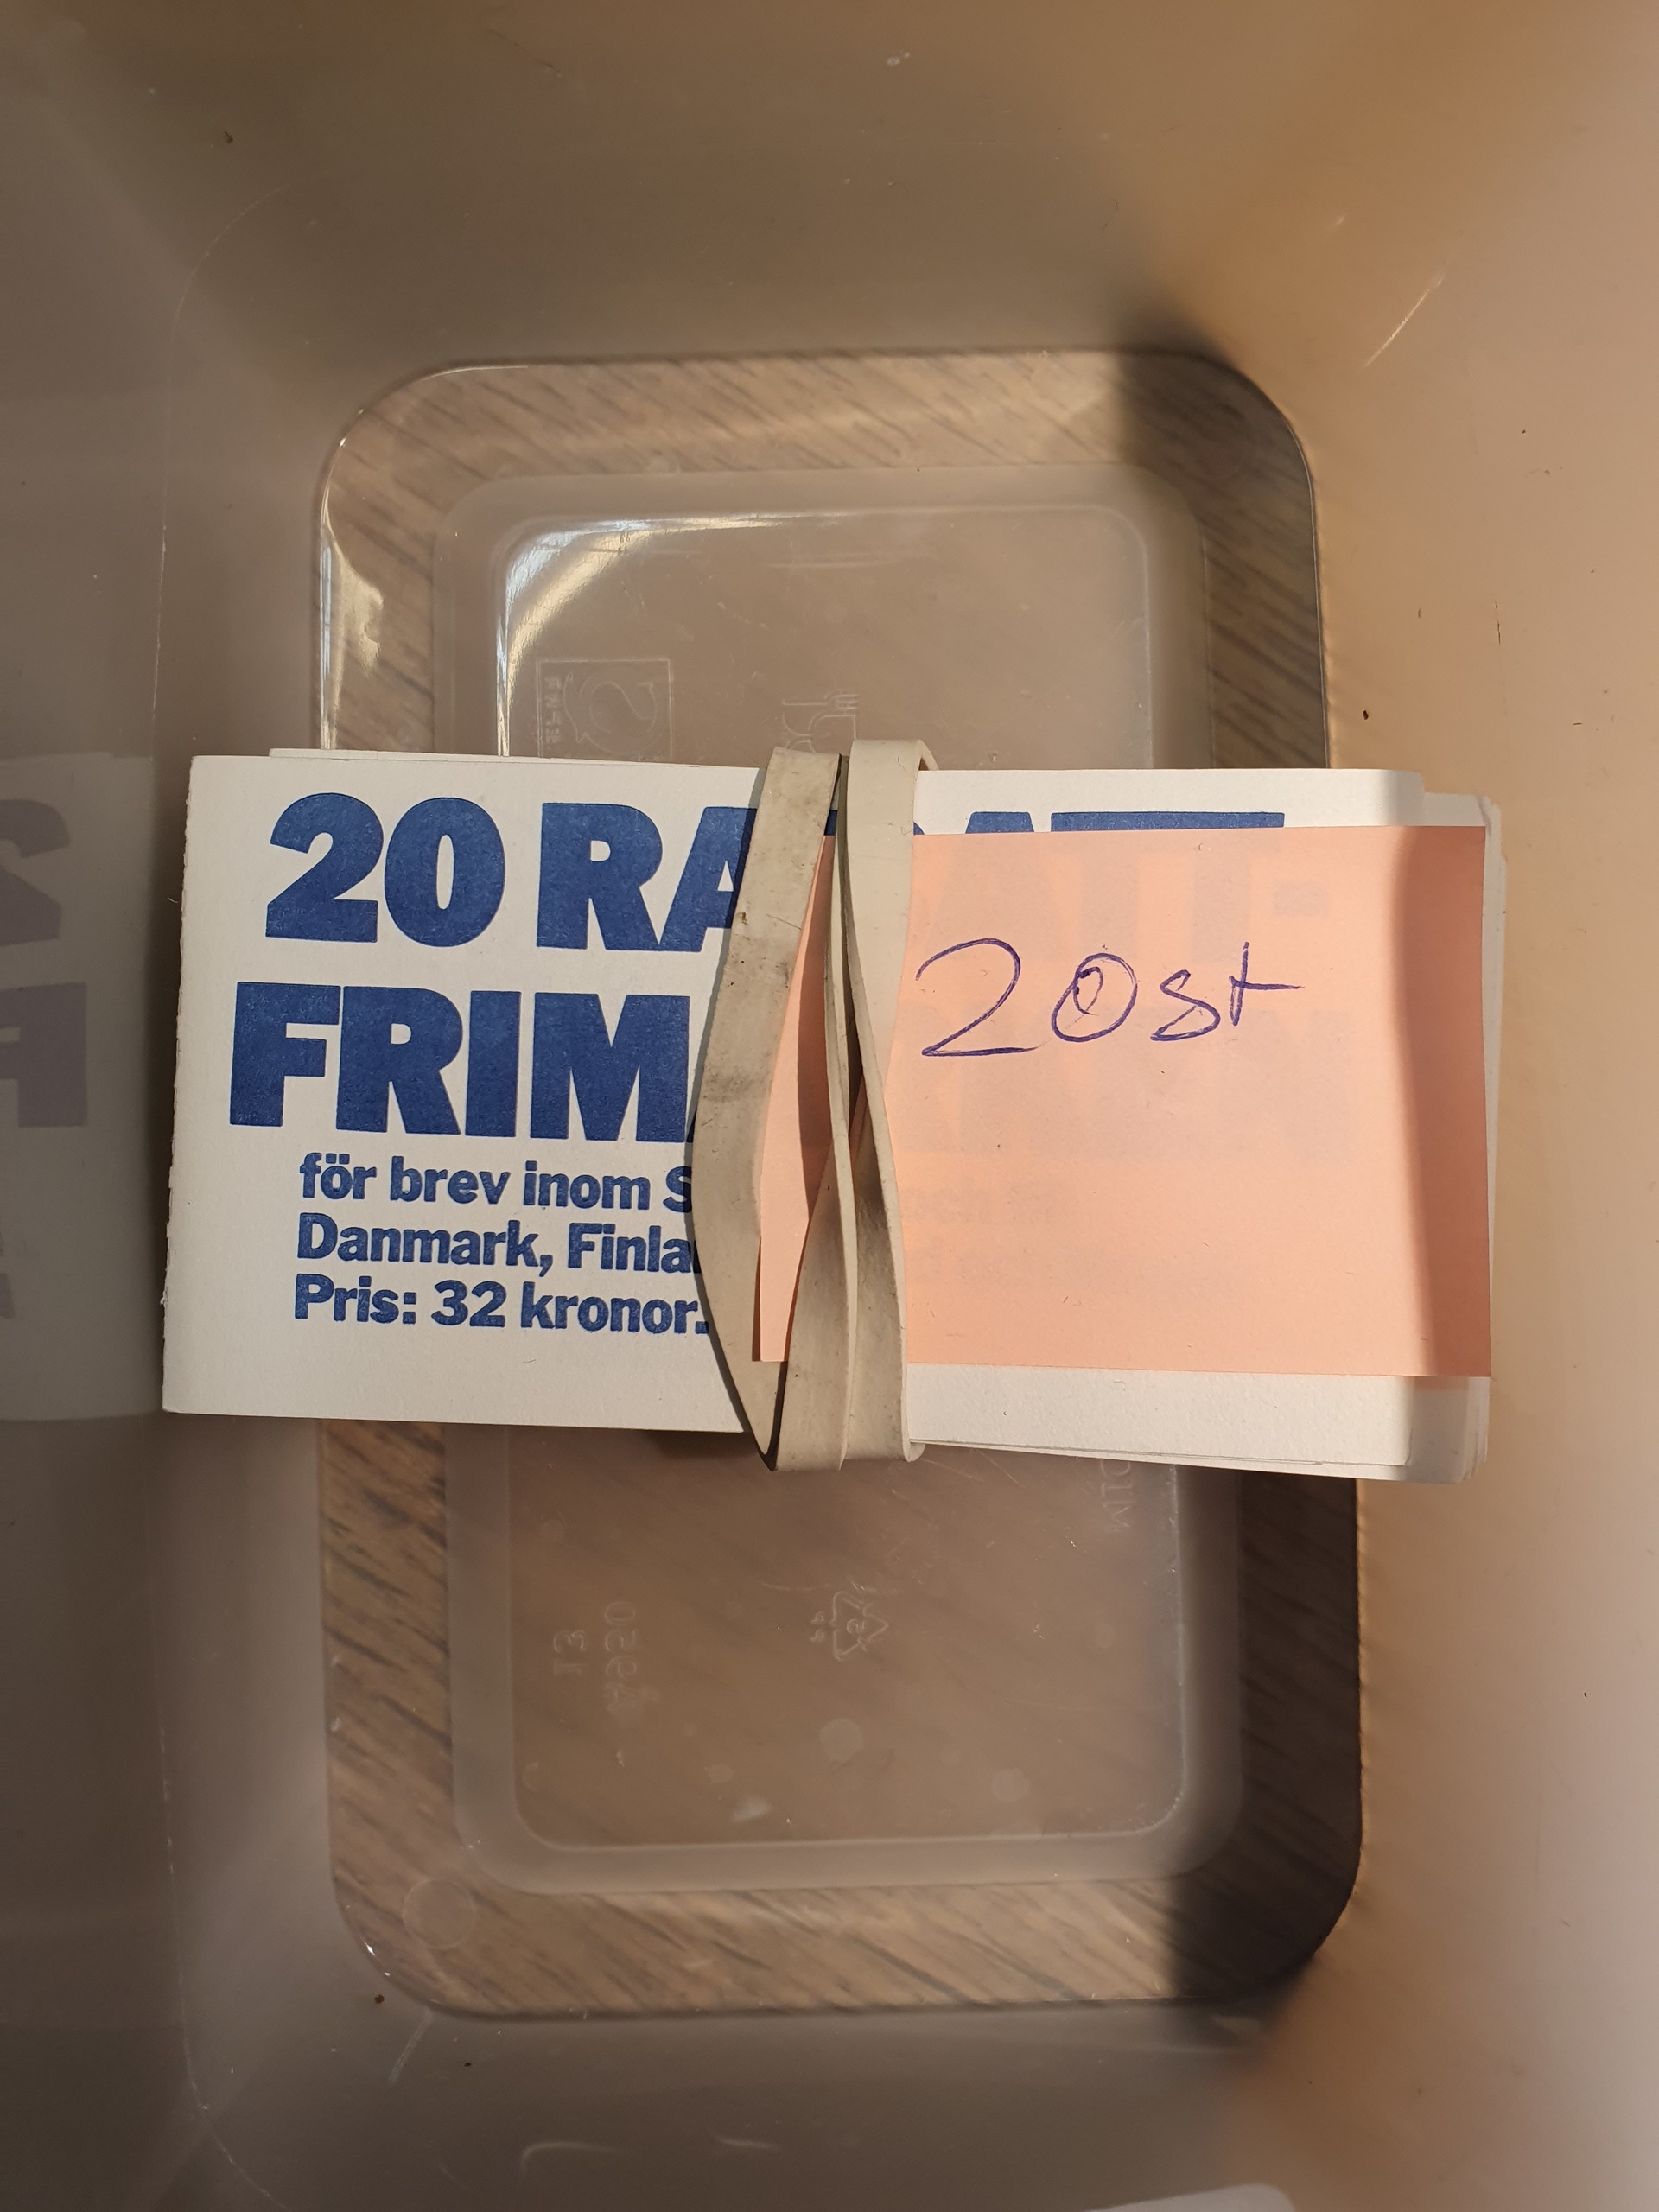 20 RA
FRIM
för brev inom S
Danmark, Finla
Pris: 32 kronor.
20st